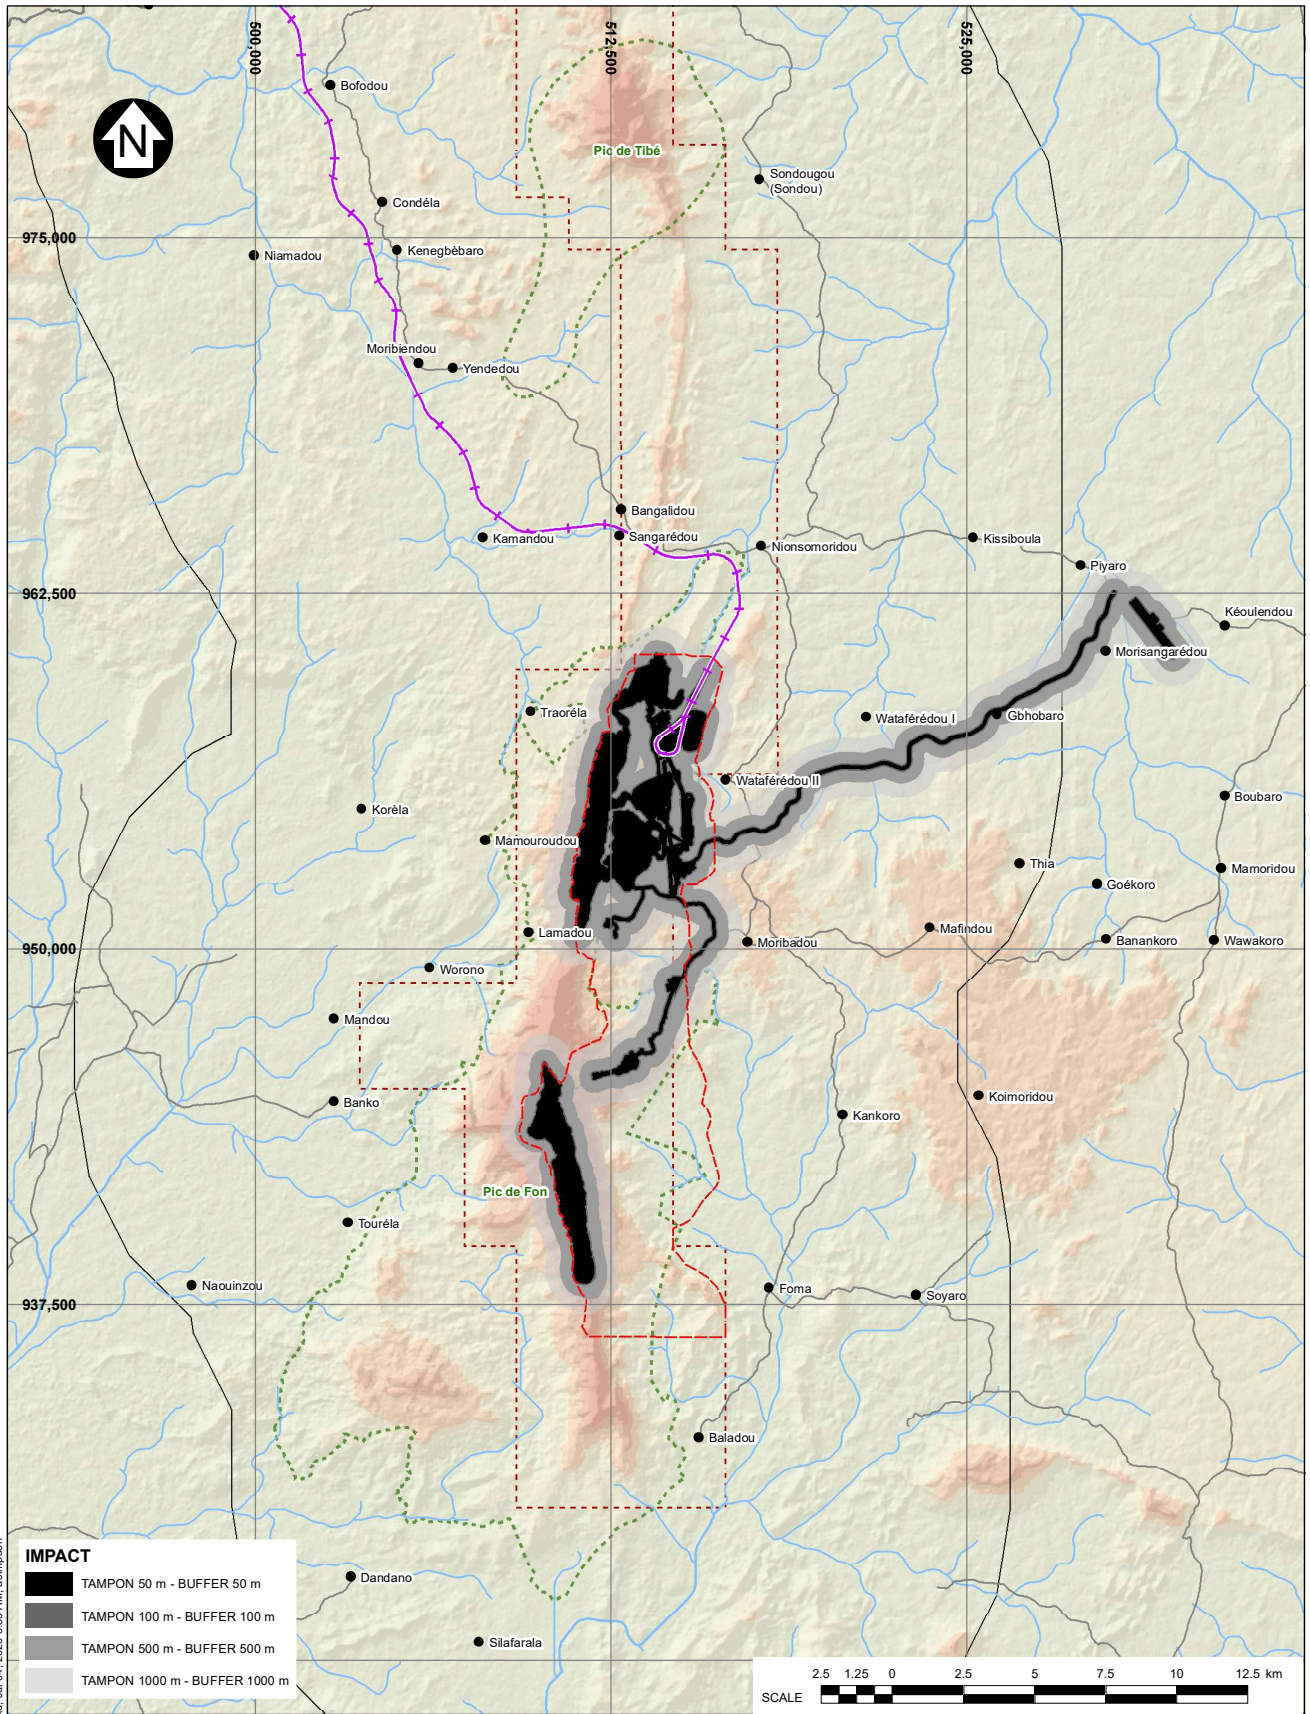 500,000
512,500
525,000
Bofodou
N
Pic de Tibé
Sondougou
(Sondou)
Condéla
975,000
Kenegbèbaro
Niamadou
Moribiendou
Yendedou
Bangalidou
Kamandou
Sangarédou
Nionsomoridou
Kissiboula
Piyaro
962,500
Kéoulendou
Morisangarédou
Traoréla
Watafέrédou I
Gbhobaro
Wataférédou II
Boubaro
Korèla
Mamouroudou
Thia
Mamoridou
Goékoro
Lamadou
Mafindou
Moribadou
Banankoro
Wawakoro
950,000
Worono
Mandou
Banko
Koimoridou
Kankoro
Pic de Fon
Touréla
Naouinzou
Foma
Soyaro
937,500
Baladou
IMPACT
TAMPON 50 m - BUFFER 50 m
TAMPON 100 m - BUFFER 100 m
TAMPON 500 m - BUFFER 500 m
TAMPON 1000 m - BUFFER 1000 m
Dandano
Silafarala
2.5 1.25 0 2.5 5 7.5 10 12.5 km
SCALE